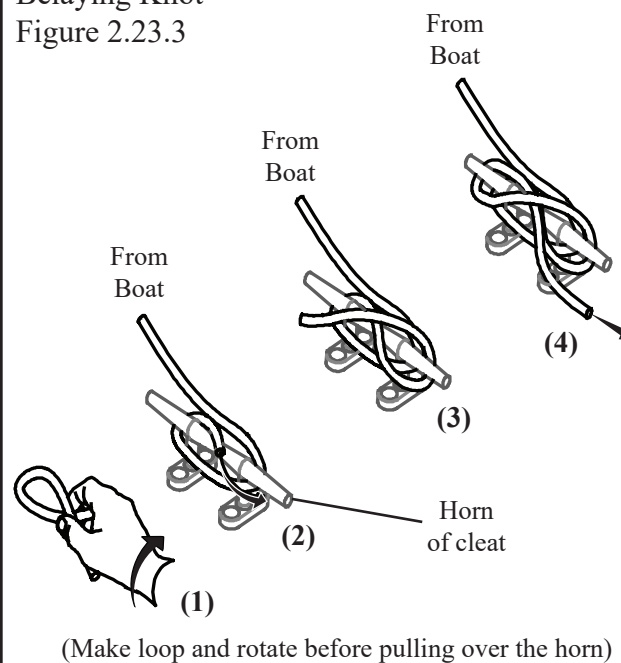 Belaying Knot
Figure 2.23.3
From
Boat
From
Boat
From
Boat
(4)
(3)
Horn
of cleat
(2)
(1)
(Make loop and rotate before pulling over the horn)